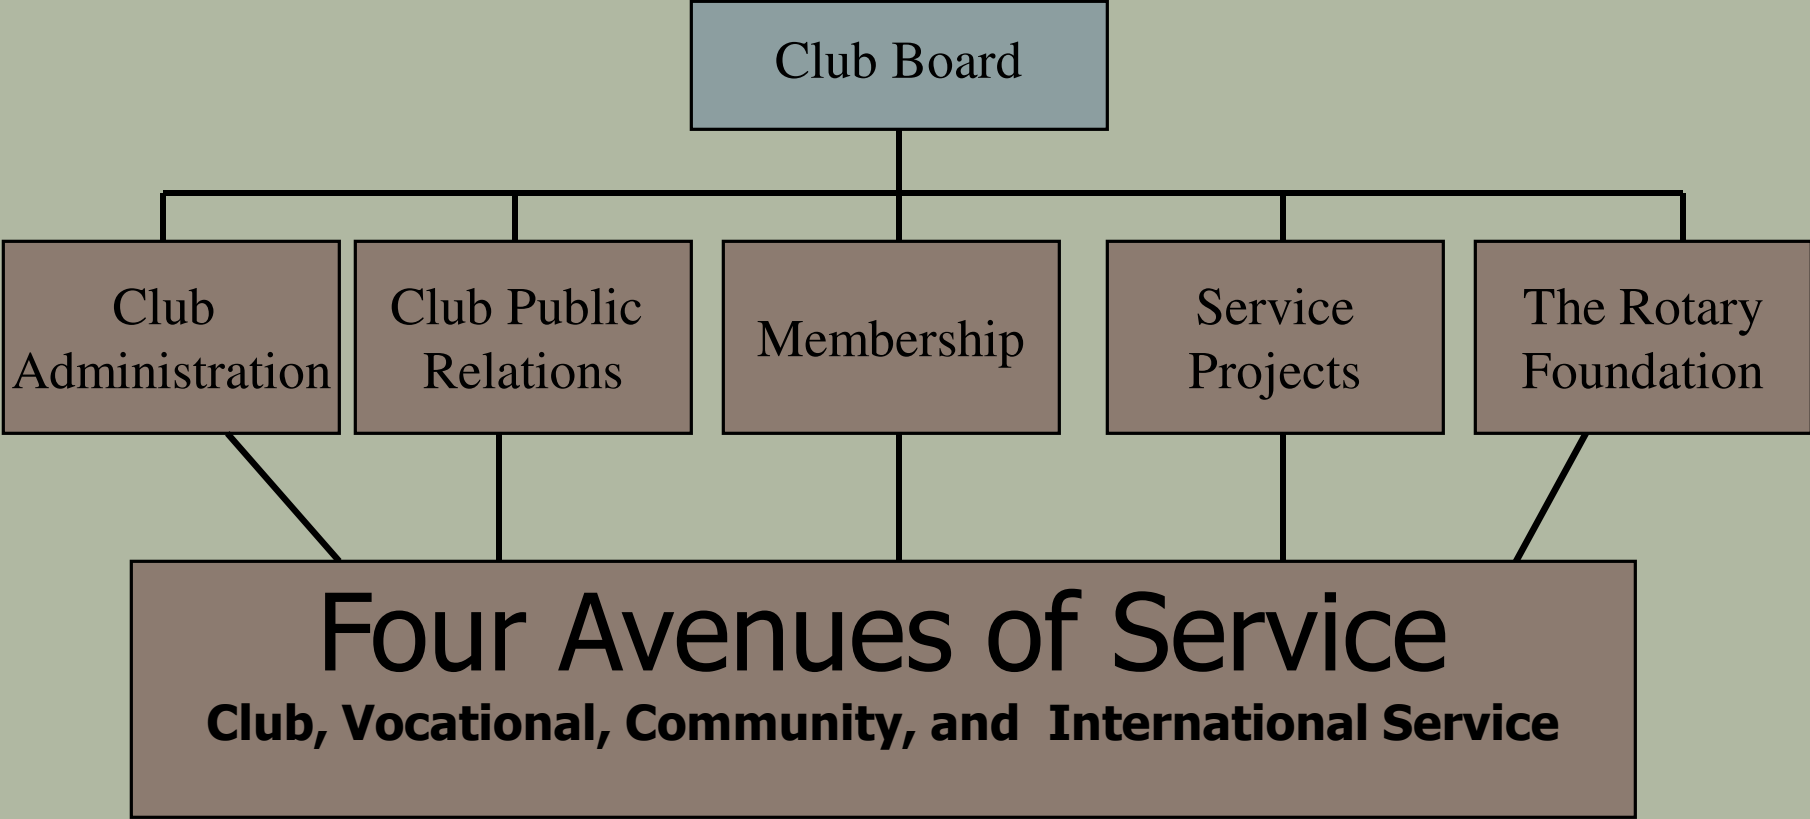 Club Board
Club
Administration
Club Public
Relations
Membership
Service
Projects
The Rotary
Foundation
Four Avenues of Service
Club, Vocational, Community, and  International Service